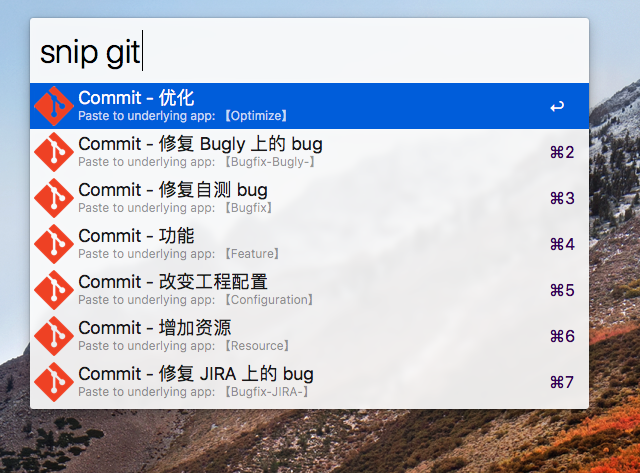 snip git
Commit - 优化
Paste to underlying app: 【Optimize】
↩
Commit - 修复 Bugly 上的 bug
Paste to underlying app: 【Bugfix-Bugly-】
⌘2
Commit - 修复自测 bug
Paste to underlying app: 【Bugfix】
⌘3
Commit - 功能
Paste to underlying app: 【Feature】
⌘4
Commit - 改变工程配置
Paste to underlying app: 【Configuration】
⌘5
Commit - 增加资源
Paste to underlying app: 【Resource】
⌘6
Commit - 修复 JIRA 上的 bug
Paste to underlying app: 【Bugfix-JIRA-】
⌘7